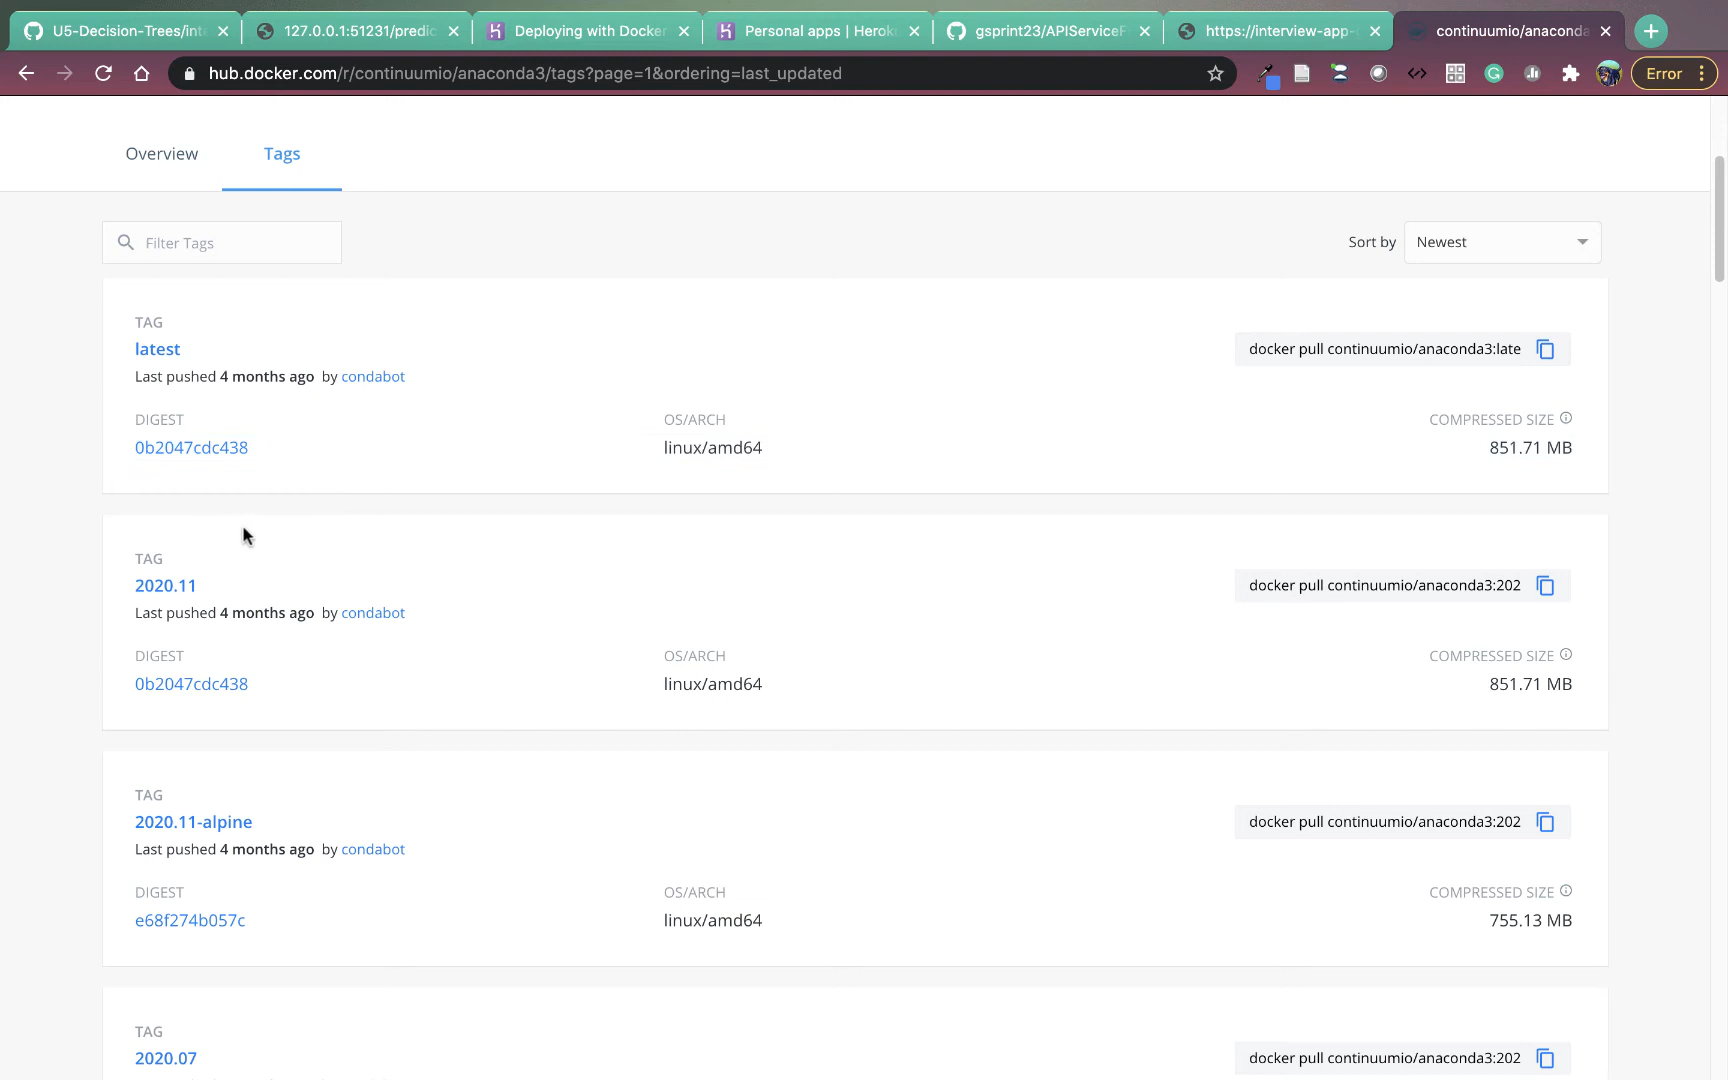 U5-Decision-Trees/inte
127.0.0.1:51231/predic
Deploying with Docker
Personal apps | Heroku
gsprint23/APIServiceF
https://interview-app-
continuumio/anaconda
hub.docker.com/r/continuumio/anaconda3/tags?page=1&ordering=last_updated
Error
Overview
Tags
Filter Tags
Sort by
Newest
TAG
latest
docker pull continuumio/anaconda3:late
Last pushed 4 months ago by condabot
DIGEST
OS/ARCH
COMPRESSED SIZE
0b2047cdc438
linux/amd64
851.71 MB
TAG
2020.11
docker pull continuumio/anaconda3:202
Last pushed 4 months ago by condabot
DIGEST
OS/ARCH
COMPRESSED SIZE
0b2047cdc438
linux/amd64
851.71 MB
TAG
2020.11-alpine
docker pull continuumio/anaconda3:202
Last pushed 4 months ago by condabot
DIGEST
OS/ARCH
COMPRESSED SIZE
e68f274b057c
linux/amd64
755.13 MB
TAG
2020.07
docker pull continuumio/anaconda3:202